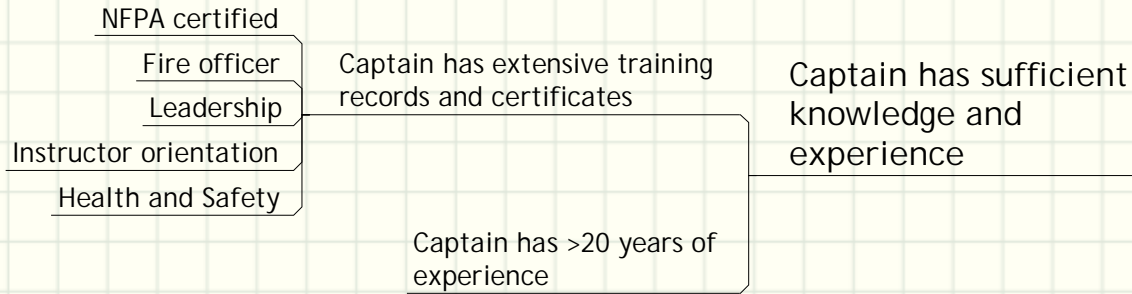 NFPA certified
Fire officer
Leadership
Instructor orientation
Health and Safety
Captain has extensive training
records and certificates
Captain has >20 years of
experience
Captain has sufficient
knowledge and
experience